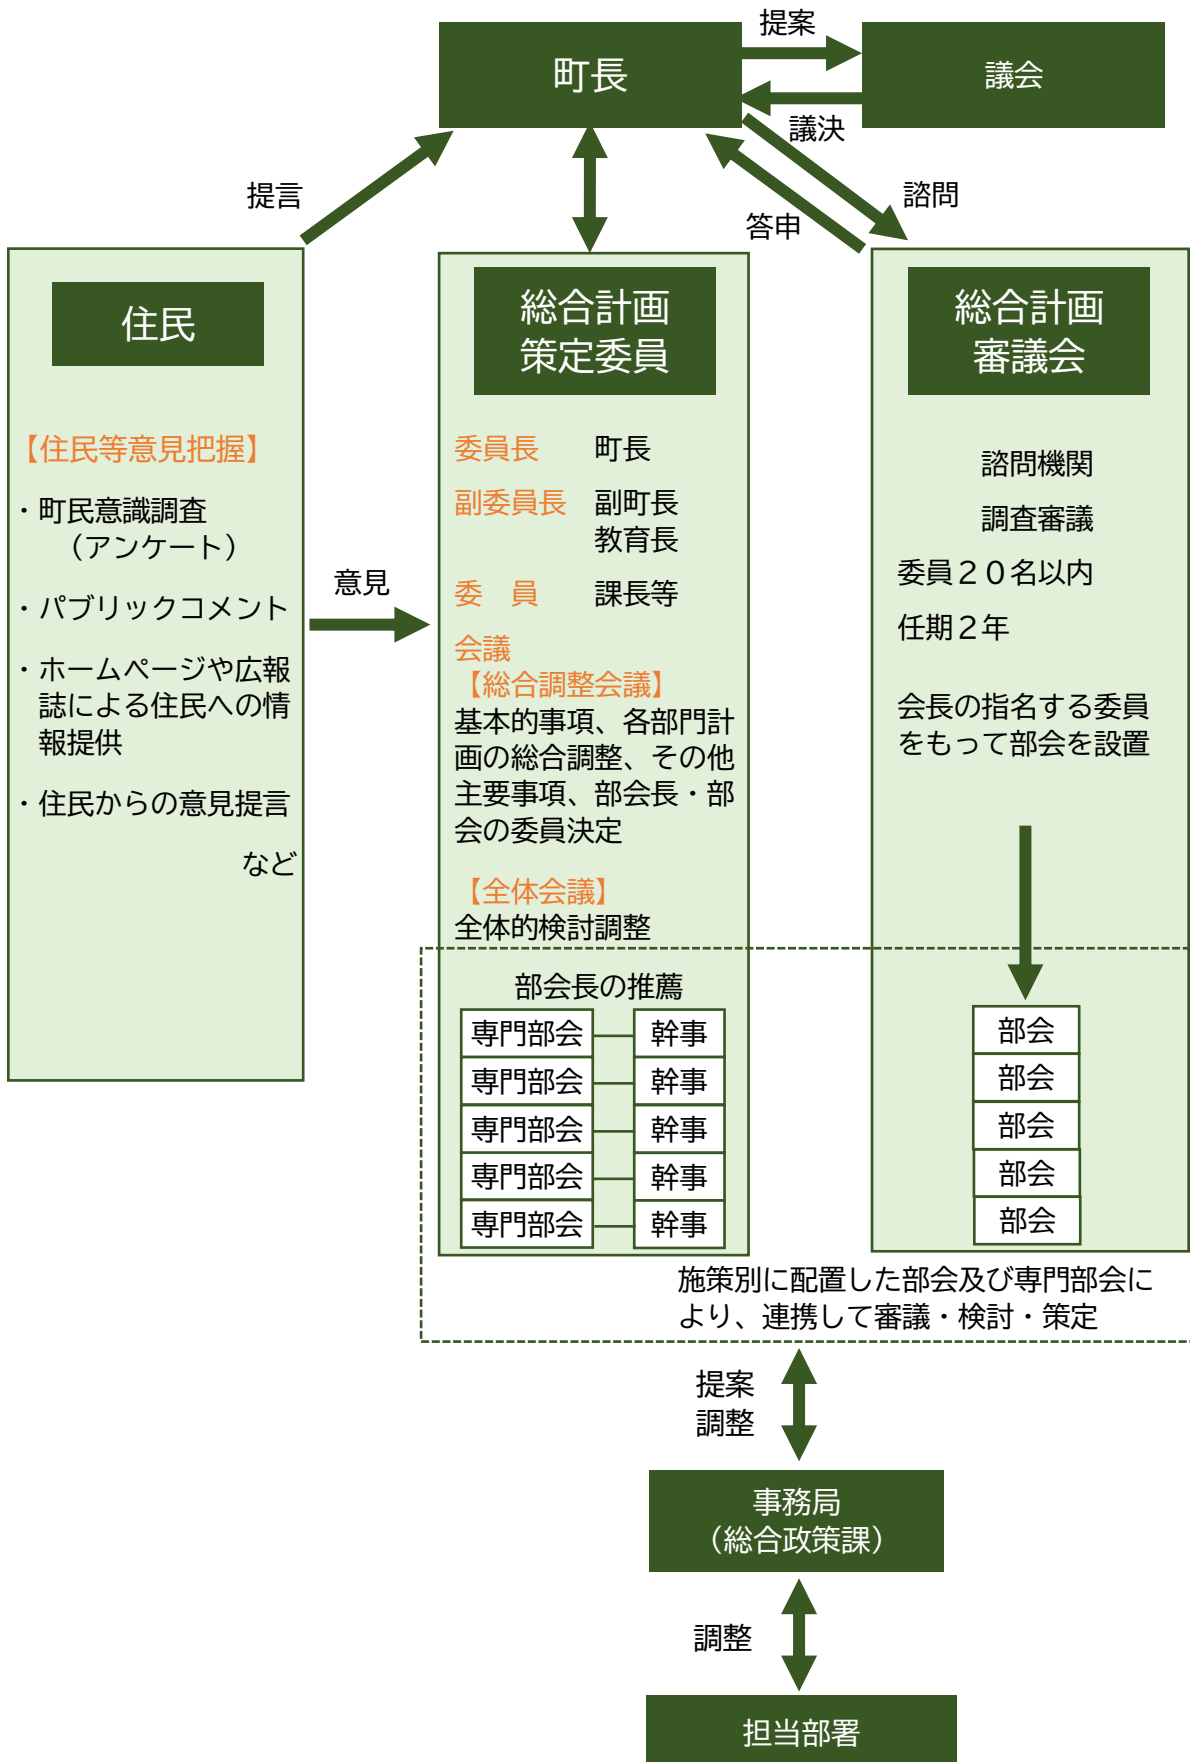 提案
町長
議会
議決
提言
諮問
答申
住民
【住民等意見把握】
・町民意識調査
（アンケート）
・パブリックコメント
・ホームページや広報
誌による住民への情
報提供
・住民からの意見提言
など
意見
総合計画
策定委員
委員長　町長
副委員長　副町長
教育長
委　員　課長等
会議
【総合調整会議】
基本的事項、各部門計
画の総合調整、その他
主要事項、部会長・部
会の委員決定
【全体会議】
全体的検討調整
部会長の推薦
専門部会　幹事
専門部会　幹事
専門部会　幹事
専門部会　幹事
専門部会　幹事
総合計画
審議会
諮問機関
調査審議
委員２０名以内
任期２年
会長の指名する委員
をもって部会を設置
部会
部会
部会
部会
部会
施策別に配置した部会及び専門部会に
より、連携して審議・検討・策定
提案
調整
事務局
（総合政策課）
調整
担当部署